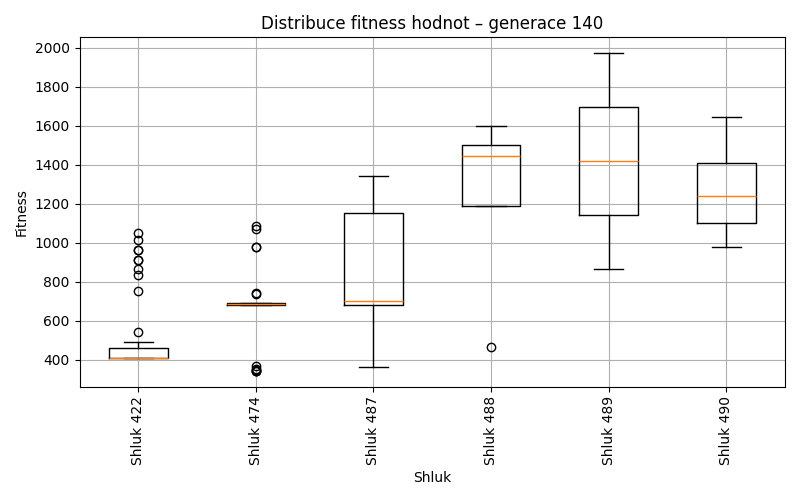 Distribuce fitness hodnot – generace 140
Fitness
2000
1800
1600
1400
1200
1000
800
600
400
Shluk 422
Shluk 474
Shluk 487
Shluk 488
Shluk 489
Shluk 490
Shluk